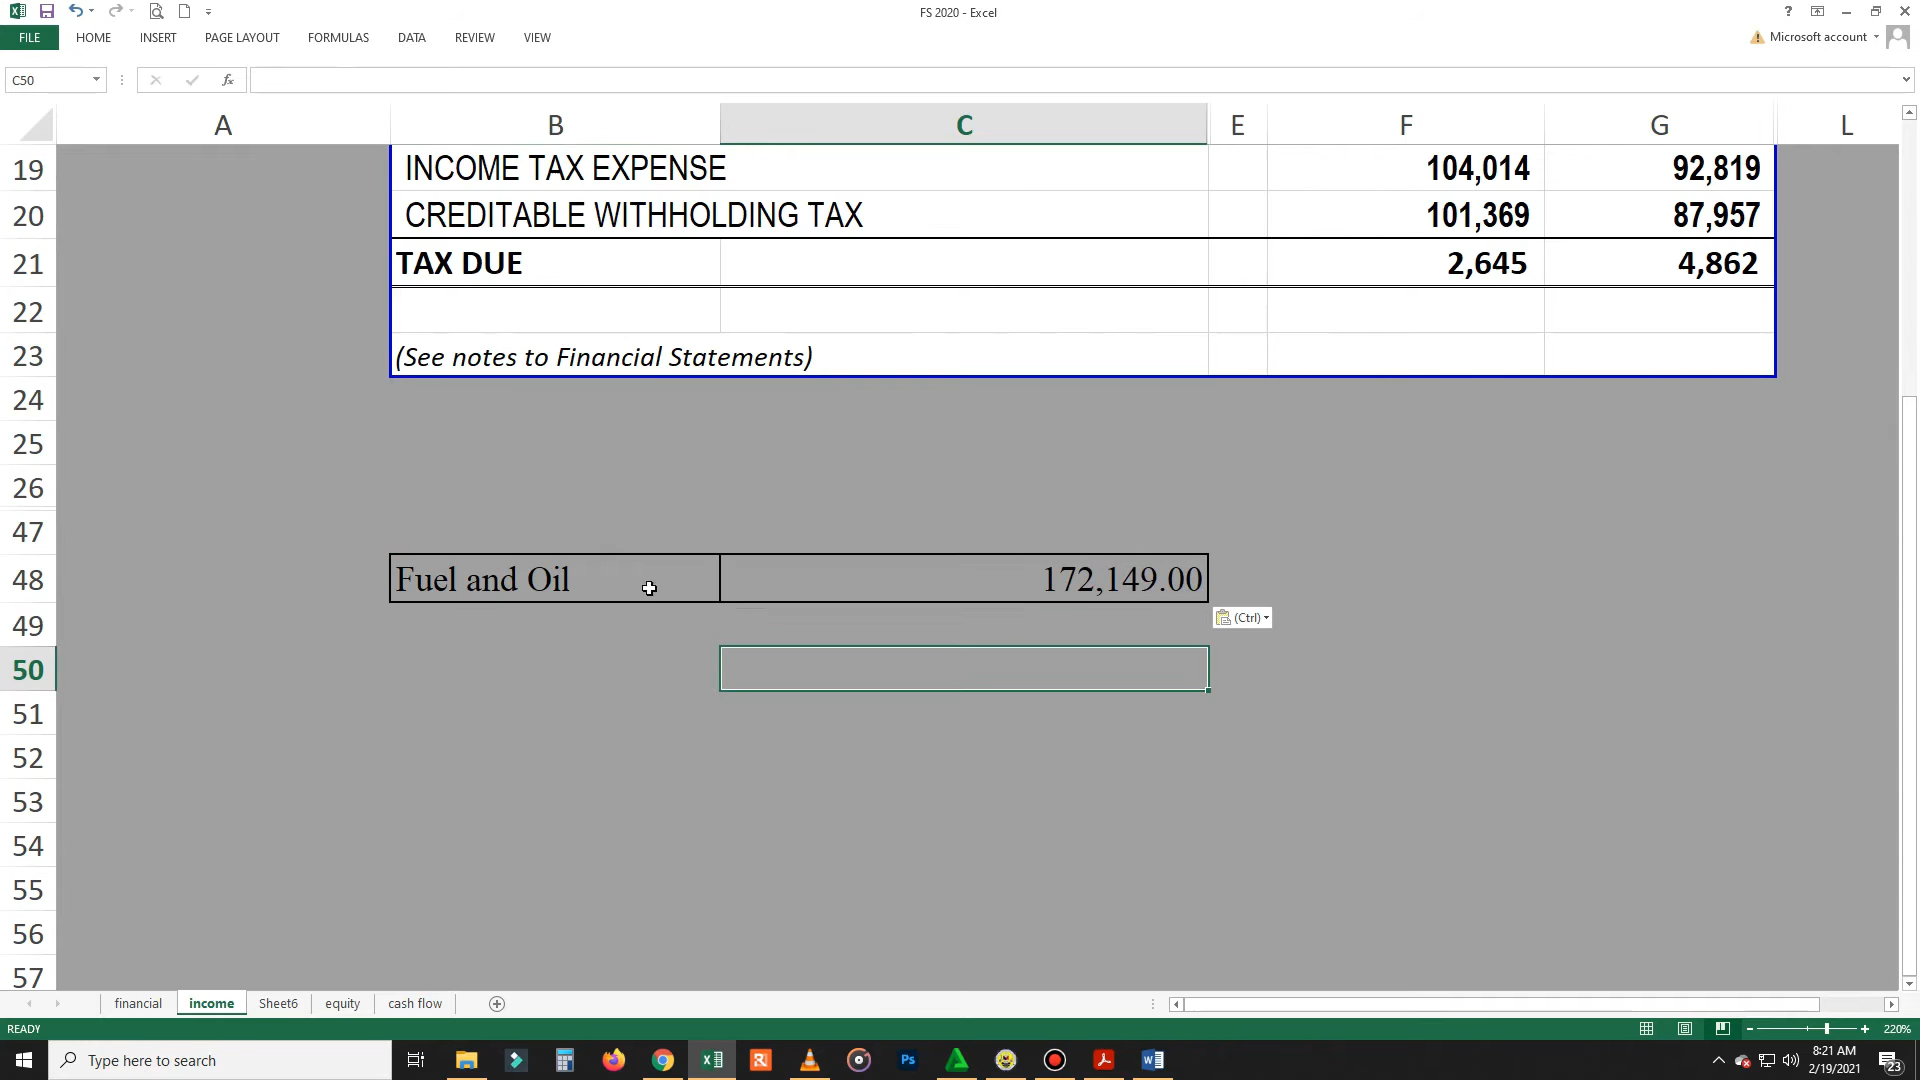 FS 2020 - Excel
?
FILE HOME INSERT PAGE LAYOUT FORMULAS DATA REVIEW VIEW
Microsoft account
C50
fx
A B C E F G L
19 INCOME TAX EXPENSE 104,014 92,819
20 CREDITABLE WITHHOLDING TAX 101,369 87,957
21 TAX DUE 2,645 4,862
22
23 (See notes to Financial Statements)
24
25
26
47
48 Fuel and Oil 172,149.00
49 (Ctrl)
50
51
52
53
54
55
56
57
financial income Sheet6 equity cash flow
READY 220%
Type here to search
Ps
8:21 AM
2/19/2021
23